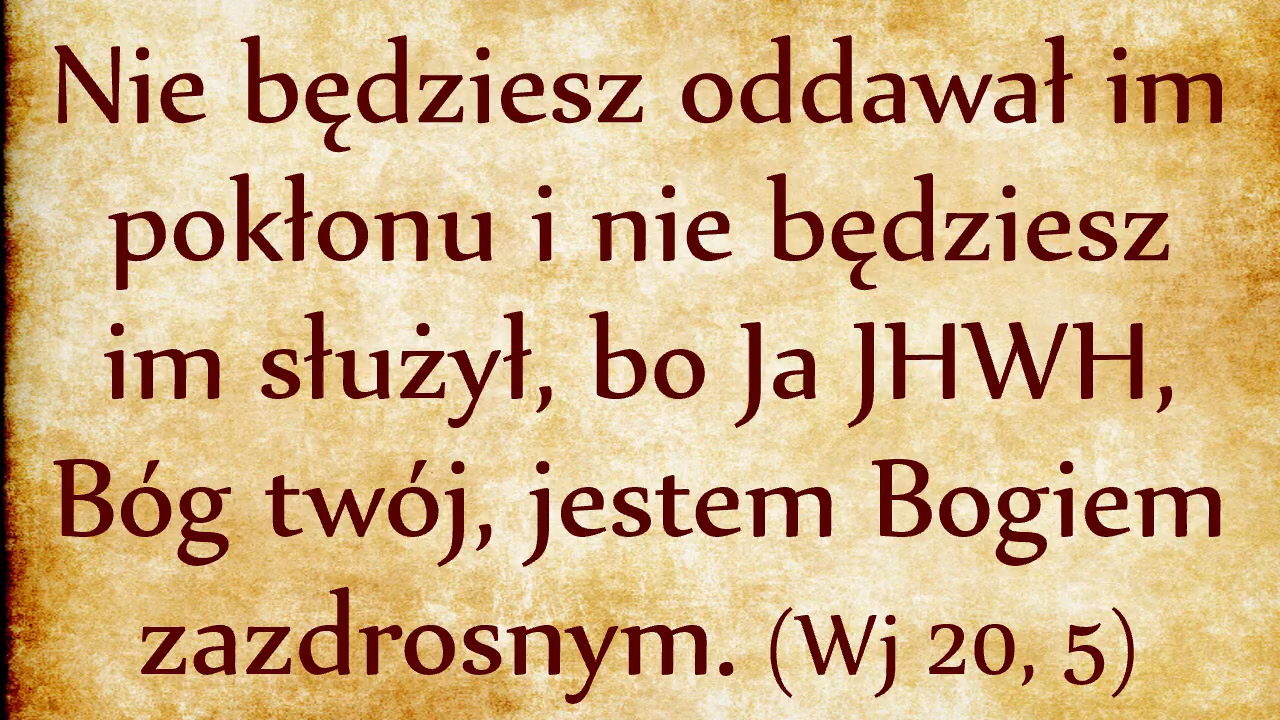 Nie będziesz oddawał im
pokłonu i nie będziesz
im służył, bo Ja JHWH,
Bóg twój, jestem Bogiem
zazdrosnym. (Wj 20, 5)